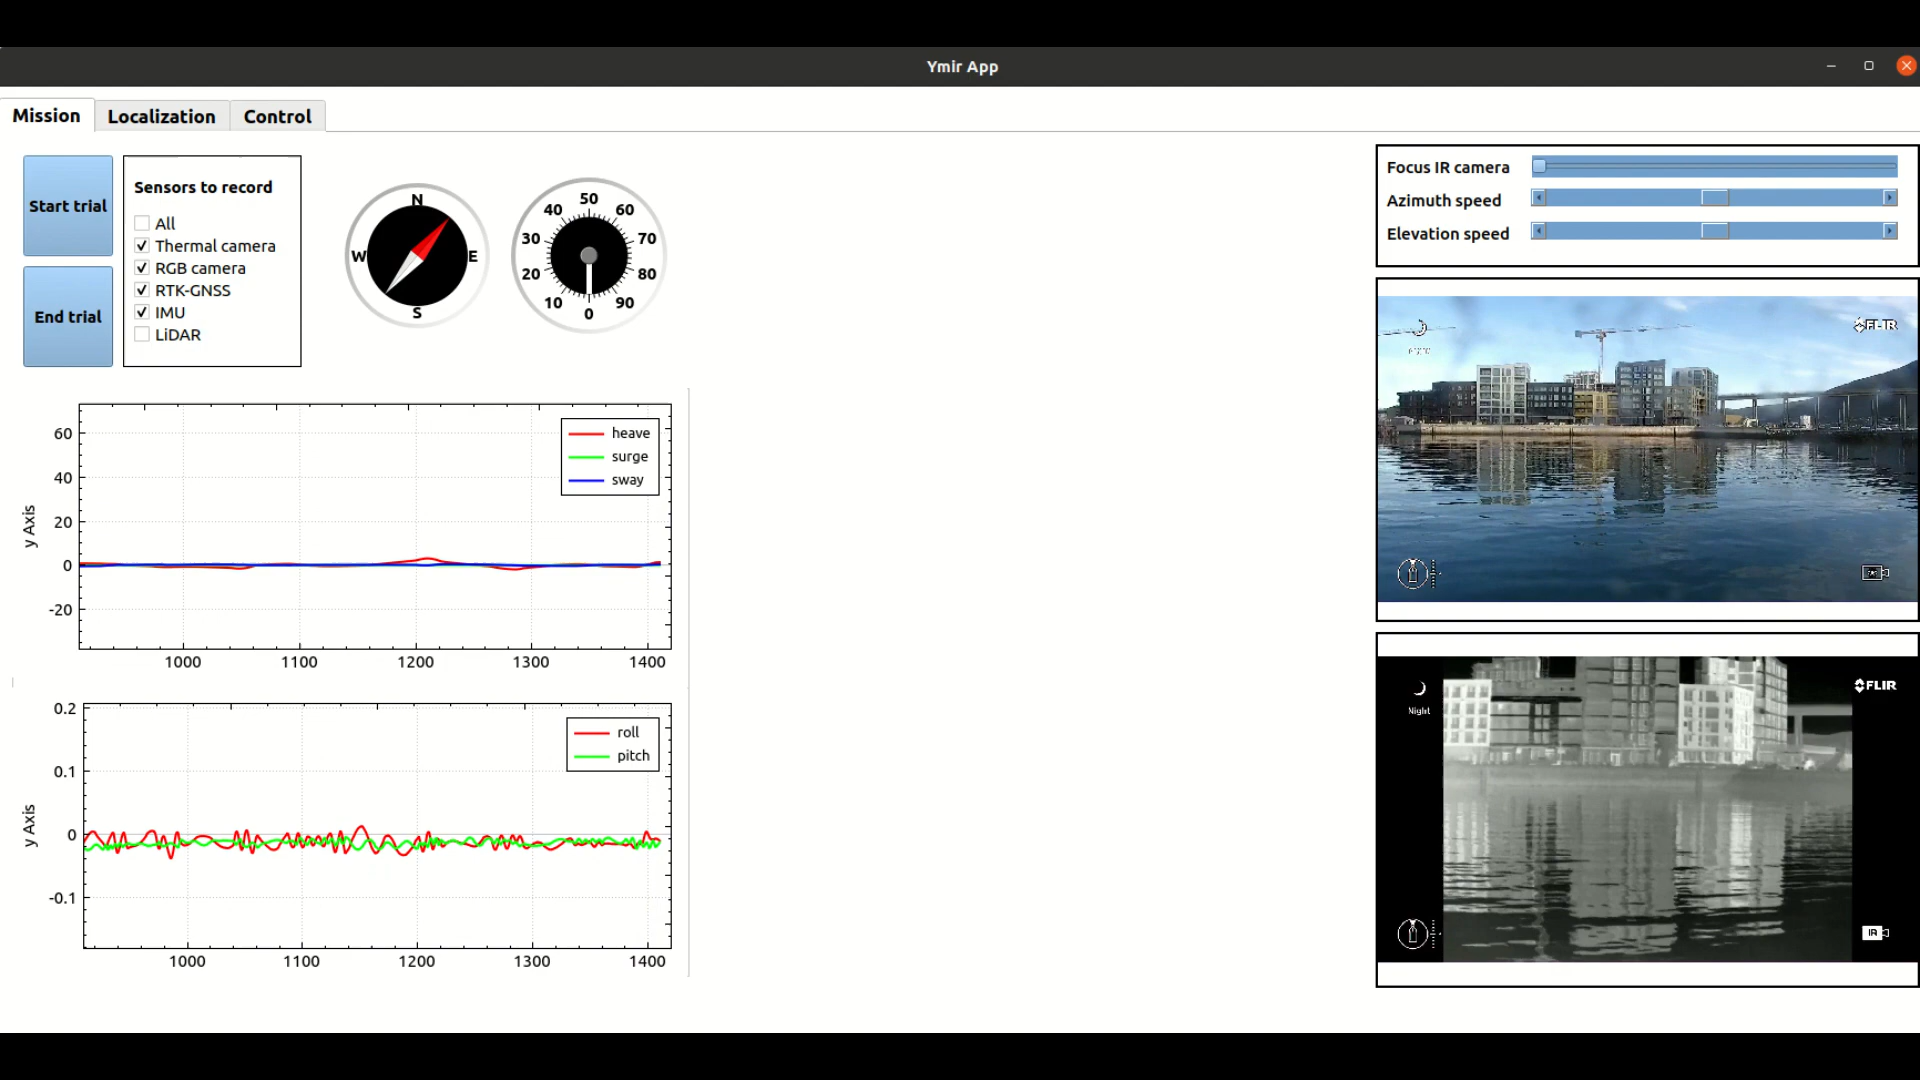 Ymir App
Mission
Localization
Control
Start trial
End trial
Sensors to record
All
Thermal camera
RGB camera
RTK-GNSS
IMU
LiDAR
N
W
E
S
50
40
60
30
70
20
80
10
90
0
Focus IR camera
Azimuth speed
Elevation speed
y Axis
60
40
20
0
-20
heave
surge
sway
1000
1100
1200
1300
1400
y Axis
0.2
0.1
0
-0.1
roll
pitch
1000
1100
1200
1300
1400
FLIR
Night
FLIR
IR